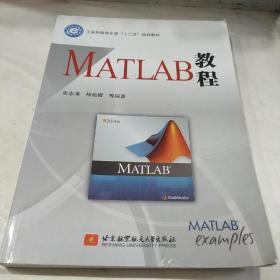 工业和信息化部“十二五”规划教材
MATLAB教程
张志涌 杨祖樱 等编著
R2014a
MATLAB®
MathWorks
MATLAB
examples
北京航空航天大学出版社
BEIHANG UNIVERSITY PRESS